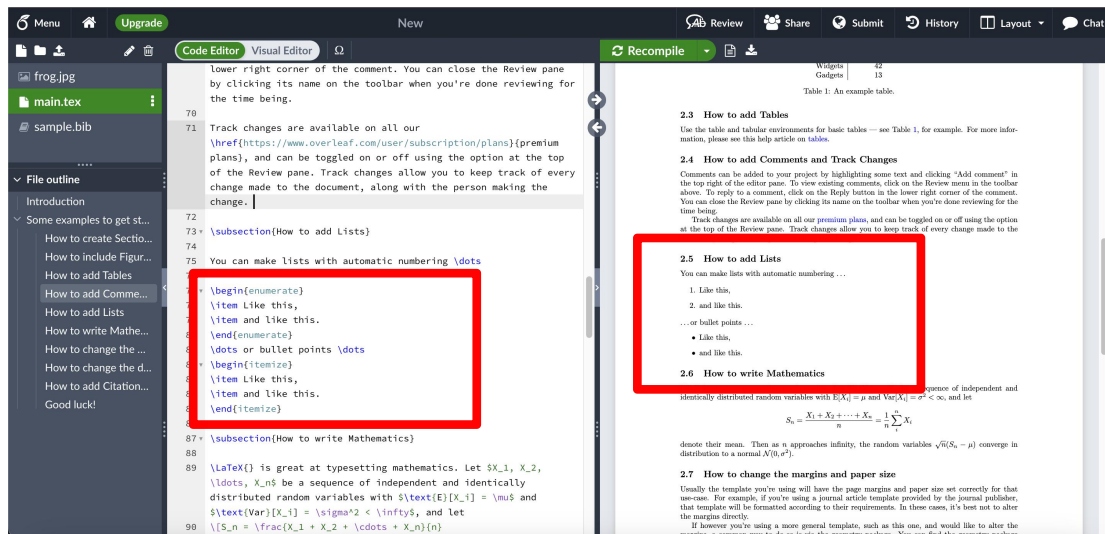 Menu
Upgrade
New
Review
Share
Submit
History
Layout
Chat
Code Editor
Visual Editor
Ω
Recompile
frog.jpg
main.tex
sample.bib
File outline
Introduction
Some examples to get st...
How to create Sectio...
How to include Figur...
How to add Tables
How to add Comme...
How to add Lists
How to write Mathe...
How to change the ...
How to change the d...
How to add Citation...
Good luck!
lower right corner of the comment. You can close the Review pane
by clicking its name on the toolbar when you're done reviewing for
the time being.
70
71 Track changes are available on all our
\href{https://www.overleaf.com/user/subscription/plans}{premium
plans}, and can be toggled on or off using the option at the top
of the Review pane. Track changes allow you to keep track of every
change made to the document, along with the person making the
change.
72
73 \subsection{How to add Lists}
74
75 You can make lists with automatic numbering \dots
\begin{enumerate}
\item Like this,
\item and like this.
\end{enumerate}
\dots or bullet points \dots
\begin{itemize}
\item Like this,
\item and like this.
\end{itemize}
87 \subsection{How to write Mathematics}
88
89 \LaTeX{} is great at typesetting mathematics. Let $X_1, X_2,
\ldots, X_n$ be a sequence of independent and identically
distributed random variables with $\text{E}[X_i] = \mu$ and
$\text{Var}[X_i] = \sigma^2 < \infty$, and let
90 \[S_n = \frac{X_1 + X_2 + \cdots + X_n}{n}
Widgets 42
Gadgets 13
Table 1: An example table.
2.3 How to add Tables
Use the table and tabular environments for basic tables — see Table 1, for example. For more infor-
mation, please see this help article on tables.
2.4 How to add Comments and Track Changes
Comments can be added to your project by highlighting some text and clicking “Add comment” in
the top right of the editor pane. To view existing comments, click on the Review menu in the toolbar
above. To reply to a comment, click on the Reply button in the lower right corner of the comment.
You can close the Review pane by clicking its name on the toolbar when you're done reviewing for the
time being.
Track changes are available on all our premium plans, and can be toggled on or off using the option
at the top of the Review pane. Track changes allow you to keep track of every change made to the
2.5 How to add Lists
You can make lists with automatic numbering ...
1. Like this,
2. and like this.
...or bullet points ...
• Like this,
• and like this.
2.6 How to write Mathematics
quence of independent and
identically distributed random variables with E[Xᵢ] = μ and Var[Xᵢ] = σ² < ∞, and let
Sₙ = (X₁ + X₂ + ··· + Xₙ)/n = 1/n ∑ᵢⁿ Xᵢ
denote their mean. Then as n approaches infinity, the random variables √n(Sₙ − μ) converge in
distribution to a normal N(0, σ²).
2.7 How to change the margins and paper size
Usually the template you're using will have the page margins and paper size set correctly for that
use-case. For example, if you're using a journal article template provided by the journal publisher,
that template will be formatted according to their requirements. In these cases, it's best not to alter
the margins directly.
If however you're using a more general template, such as this one, and would like to alter the